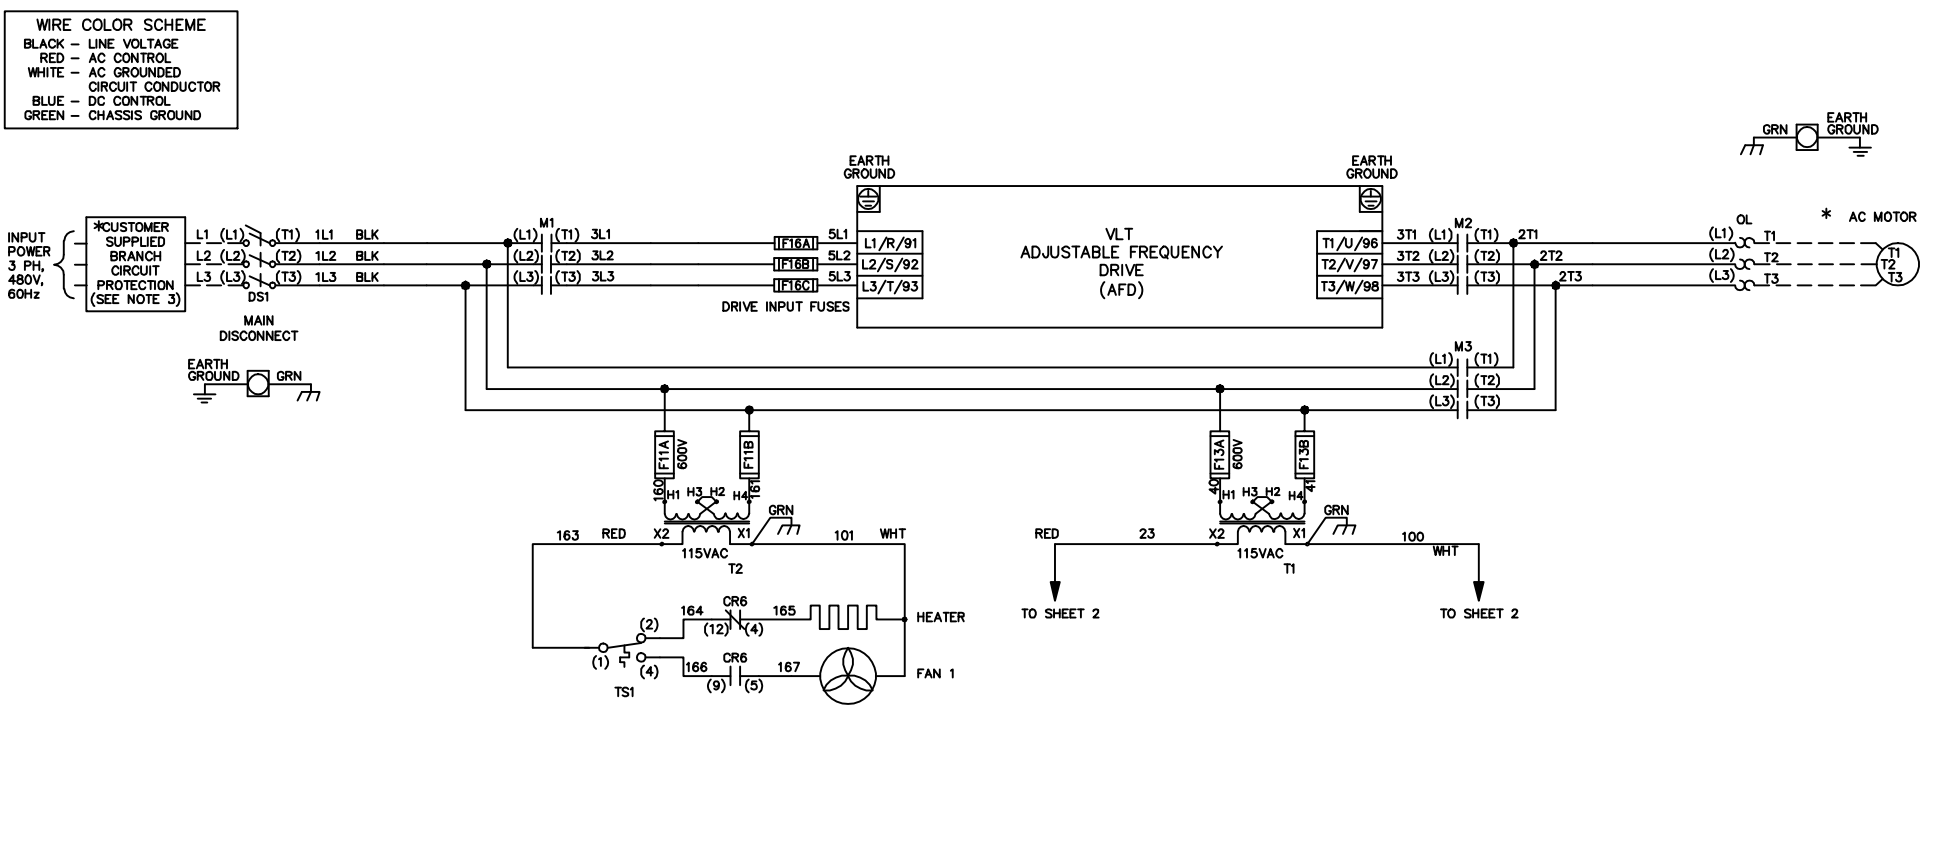 WIRE COLOR SCHEME
BLACK – LINE VOLTAGE
RED – AC CONTROL
WHITE – AC GROUNDED
CIRCUIT CONDUCTOR
BLUE – DC CONTROL
GREEN – CHASSIS GROUND
GRN
EARTH
GROUND
EARTH
GROUND
EARTH
GROUND
INPUT
POWER
3 PH,
480V,
60Hz
*CUSTOMER
SUPPLIED
BRANCH
CIRCUIT
PROTECTION
(SEE NOTE 3)
L1 (L1) (T1) 1L1 BLK
L2 (L2) (T2) 1L2 BLK
L3 (L3) (T3) 1L3 BLK
DS1
MAIN
DISCONNECT
M1
(L1) (T1) 3L1
(L2) (T2) 3L2
(L3) (T3) 3L3
F16A 5L1
F16B 5L2
F16C 5L3
DRIVE INPUT FUSES
L1/R/91
L2/S/92
L3/T/93
VLT
ADJUSTABLE FREQUENCY
DRIVE
(AFD)
T1/U/96
T2/V/97
T3/W/98
M2
3T1 (L1) (T1) 2T1
3T2 (L2) (T2) 2T2
3T3 (L3) (T3) 2T3
OL
(L1) T1
(L2) T2
(L3) T3
* AC MOTOR
T1
T2
T3
EARTH
GROUND
GRN
M3
(L1) (T1)
(L2) (T2)
(L3) (T3)
F11A
600V
F11B
160
161
H1 H3 H2 H4
GRN
163 RED X2 X1 101 WHT
115VAC
T2
F13A
600V
F13B
40
41
H1 H3 H2 H4
GRN
RED 23 X2 X1 100
WHT
115VAC
T1
TO SHEET 2
TO SHEET 2
CR6
164 165
(12) (4)
HEATER
(2)
(1)
(4)
TS1
CR6
166 167
(9) (5)
FAN 1